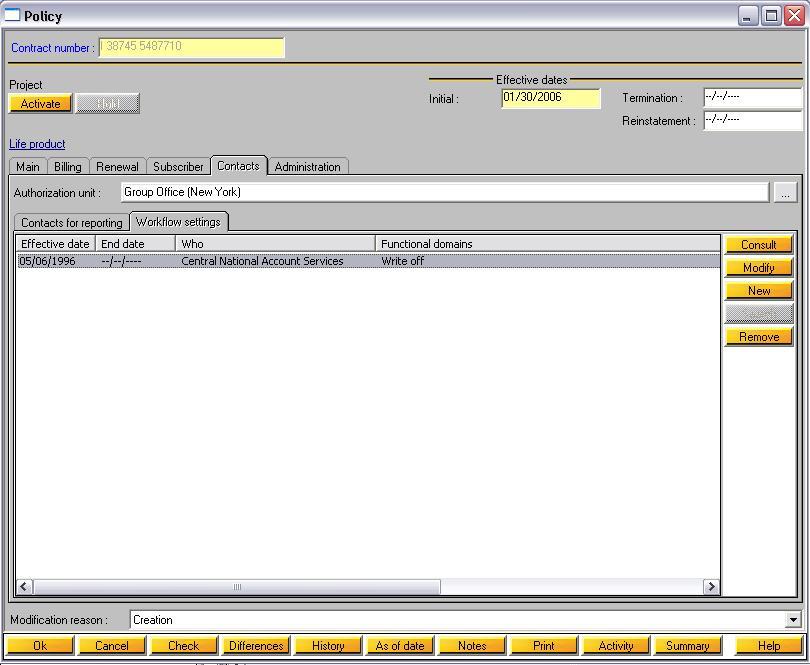 Policy
Contract number : 38745 5487710
Project
Activate Hold
Effective dates
Initial : 01/30/2006 Termination : --/--/----
Reinstatement : --/--/----
Life product
Main Billing Renewal Subscriber Contacts Administration
Authorization unit : Group Office (New York) ...
Contacts for reporting Workflow settings
Effective date End date Who Functional domains
05/06/1996 --/--/---- Central National Account Services Write off
Consult
Modify
New
Remove
Modification reason : Creation
Ok Cancel Check Differences History As of date Notes Print Activity Summary Help